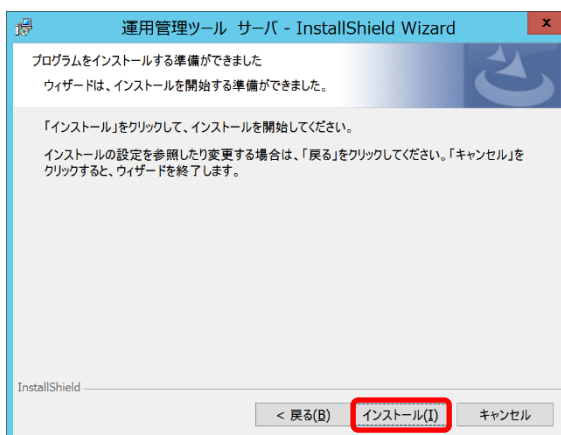 運用管理ツール サーバ - InstallShield Wizard
x
プログラムをインストールする準備ができました
ウィザードは、インストールを開始する準備ができました。
「インストール」をクリックして、インストールを開始してください。
インストールの設定を参照したり変更する場合は、「戻る」をクリックしてください。「キャンセル」を
クリックすると、ウィザードを終了します。
InstallShield
< 戻る(B) インストール(I) キャンセル